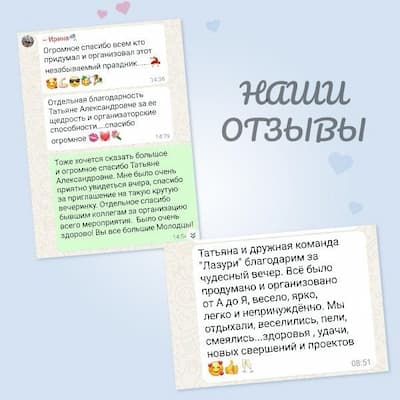 ~ Ирина
Огромное спасибо всем кто
придумал и организовал этот
незабываемый праздник.....
14:36
Отдельная благодарность
Татьяне Александровне за ее
щедрость и организаторские
способности....спасибо
огромное
14:39
Тоже хочется сказать большое
и огромное спасибо Татьяне
Александровне. Мне было очень
приятно увидеться вчера, спасибо
за приглашение на такую крутую
вечеринку. Отдельное спасибо
бывшим коллегам за организацию
всего мероприятия. Было очень
здорово! Вы все большие Молодцы!
НАШИ
ОТЗЫВЫ
Татьяна и дружная команда
"Лазури" благодарим за
чудесный вечер. Всё было
продумано и организовано
от А до Я, весело, ярко,
легко и непринуждённо. Мы
отдыхали, веселились, пели,
смеялись...здоровья , удачи,
новых свершений и проектов
08:51